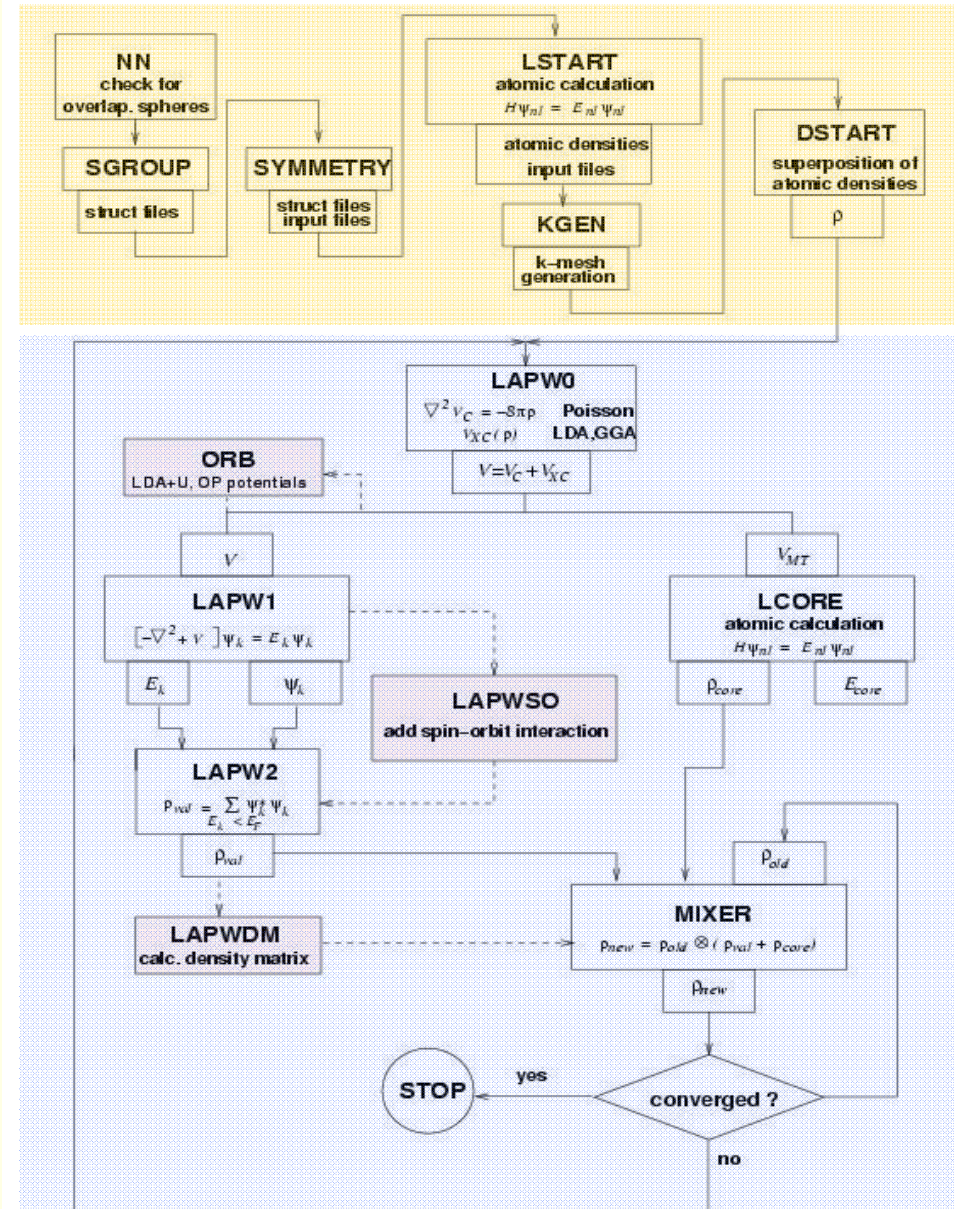 NN
check for
overlap. spheres
SGROUP
struct files
SYMMETRY
struct files
input files
LSTART
atomic calculation
Hψnl = Enl ψnl
atomic densities
input files
KGEN
k-mesh
generation
DSTART
superposition of
atomic densities
ρ
LAPW0
∇²VC = -8πρ Poisson
VXC(ρ) LDA,GGA
V=VC + VXC
ORB
LDA+U, OP potentials
V
LAPW1
[-∇²+V]ψk = Ek ψk
Ek
ψk
LAPWSO
add spin-orbit interaction
VMT
LCORE
atomic calculation
Hψnl = Enl ψnl
ρcore
Ecore
LAPW2
ρval = Σ ψk* ψk
Ek < EF
ρval
LAPWDM
calc. density matrix
ρold
MIXER
ρnew = ρold ⊗ (ρval + ρcore)
ρnew
converged ?
yes
STOP
no